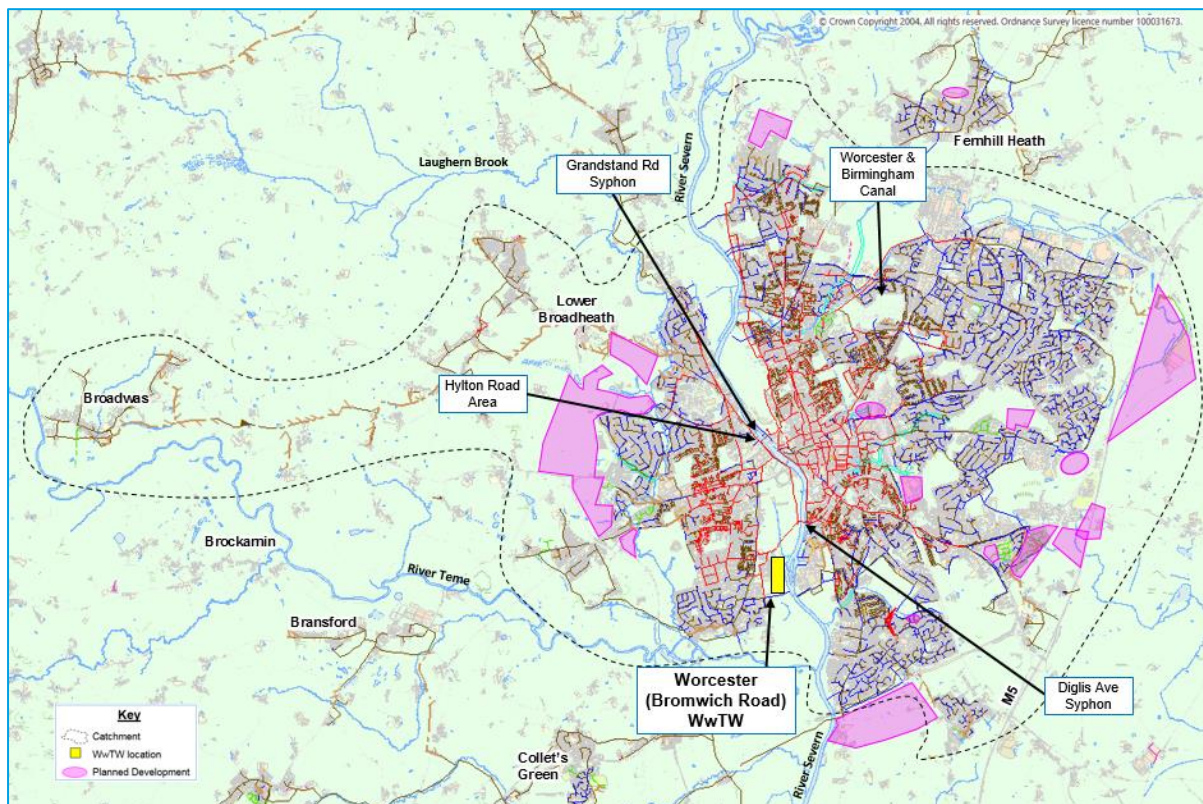 © Crown Copyright 2004. All rights reserved. Ordnance Survey licence number 100031673.
Fernhill Heath
Worcester &
Birmingham
Canal
Grandstand Rd
Syphon
River Severn
Laughern Brook
Lower
Broadheath
Hylton Road
Area
Broadwas
Brockamin
River Teme
Bransford
Worcester
(Bromwich Road)
WwTW
Diglis Ave
Syphon
M5
River Severn
Collet's
Green
Key
Catchment
WwTW location
Planned Development